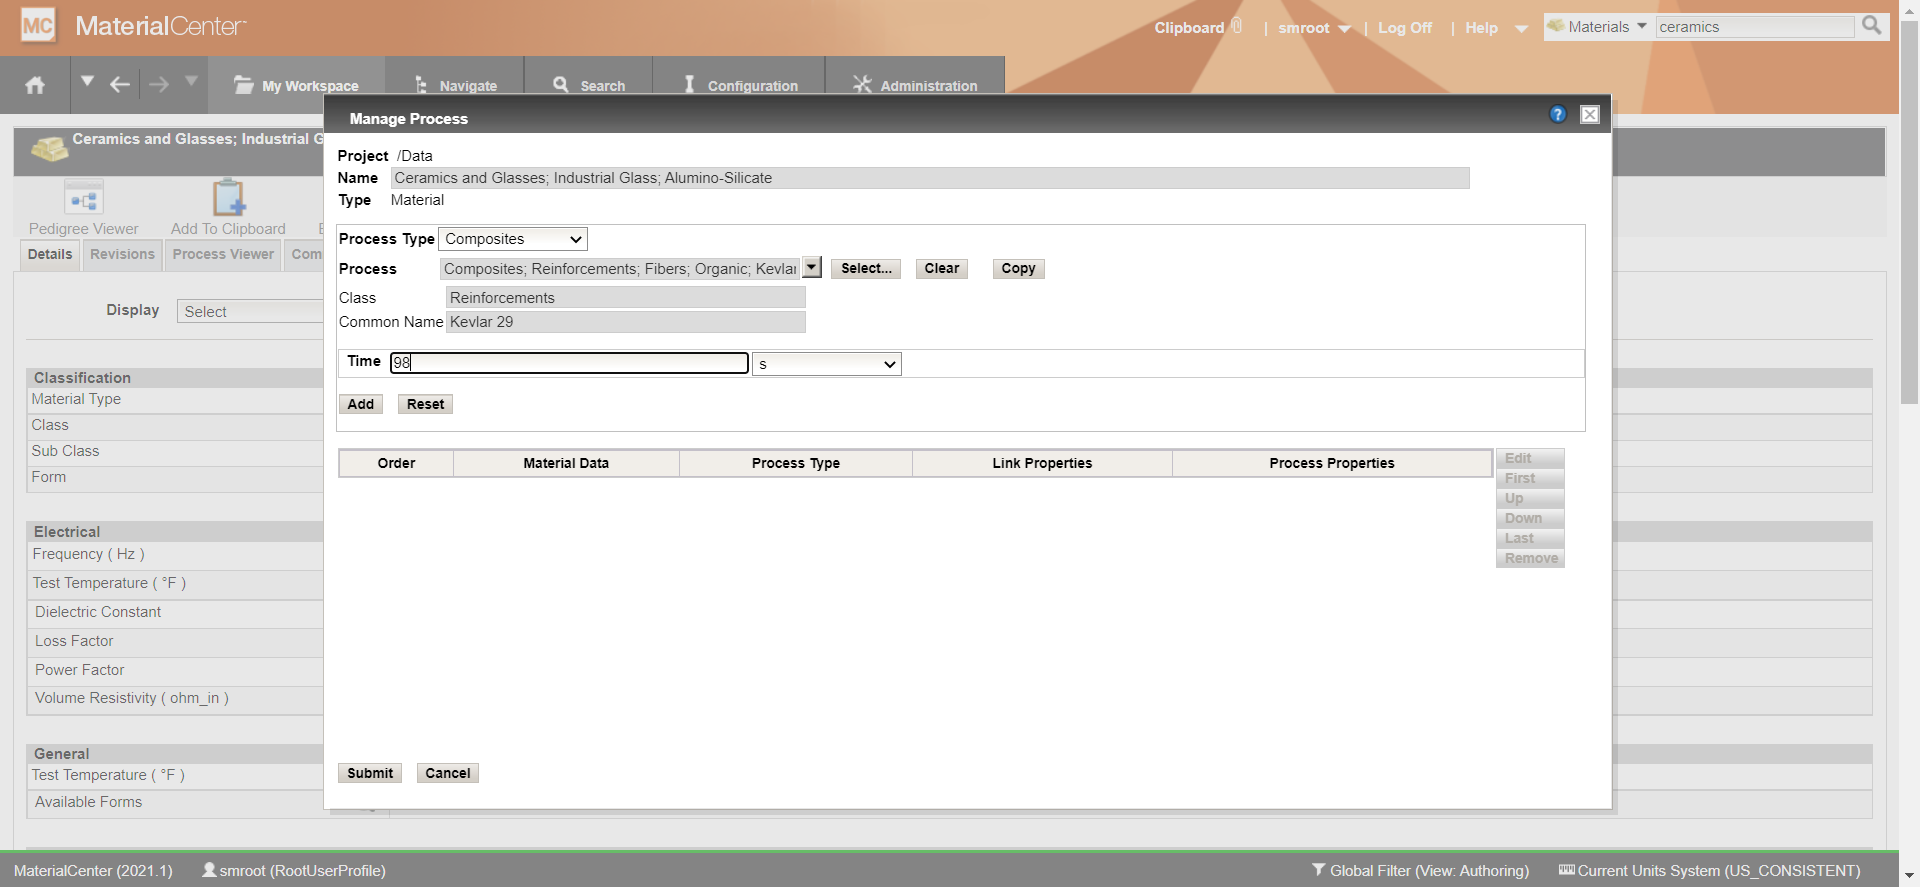 MC MaterialCenter
Clipboard | smroot | Log Off | Help Materials ceramics
My Workspace Navigate Search Configuration Administration
Manage Process ?
Ceramics and Glasses; Industrial G
Project /Data
Name Ceramics and Glasses; Industrial Glass; Alumino-Silicate
Type Material
Pedigree Viewer Add To Clipboard
Details Revisions Process Viewer Com
Process Type Composites
Process Composites; Reinforcements; Fibers; Organic; Kevlar Select... Clear Copy
Class Reinforcements
Common Name Kevlar 29
Display Select
Time 98 s
Add Reset
Classification
Material Type
Class
Sub Class
Form
Order Material Data Process Type Link Properties Process Properties
Edit
First
Up
Down
Last
Remove
Electrical
Frequency ( Hz )
Test Temperature ( °F )
Dielectric Constant
Loss Factor
Power Factor
Volume Resistivity ( ohm_in )
General
Test Temperature ( °F )
Available Forms
Submit Cancel
MaterialCenter (2021.1) smroot (RootUserProfile) Global Filter (View: Authoring) Current Units System (US_CONSISTENT)